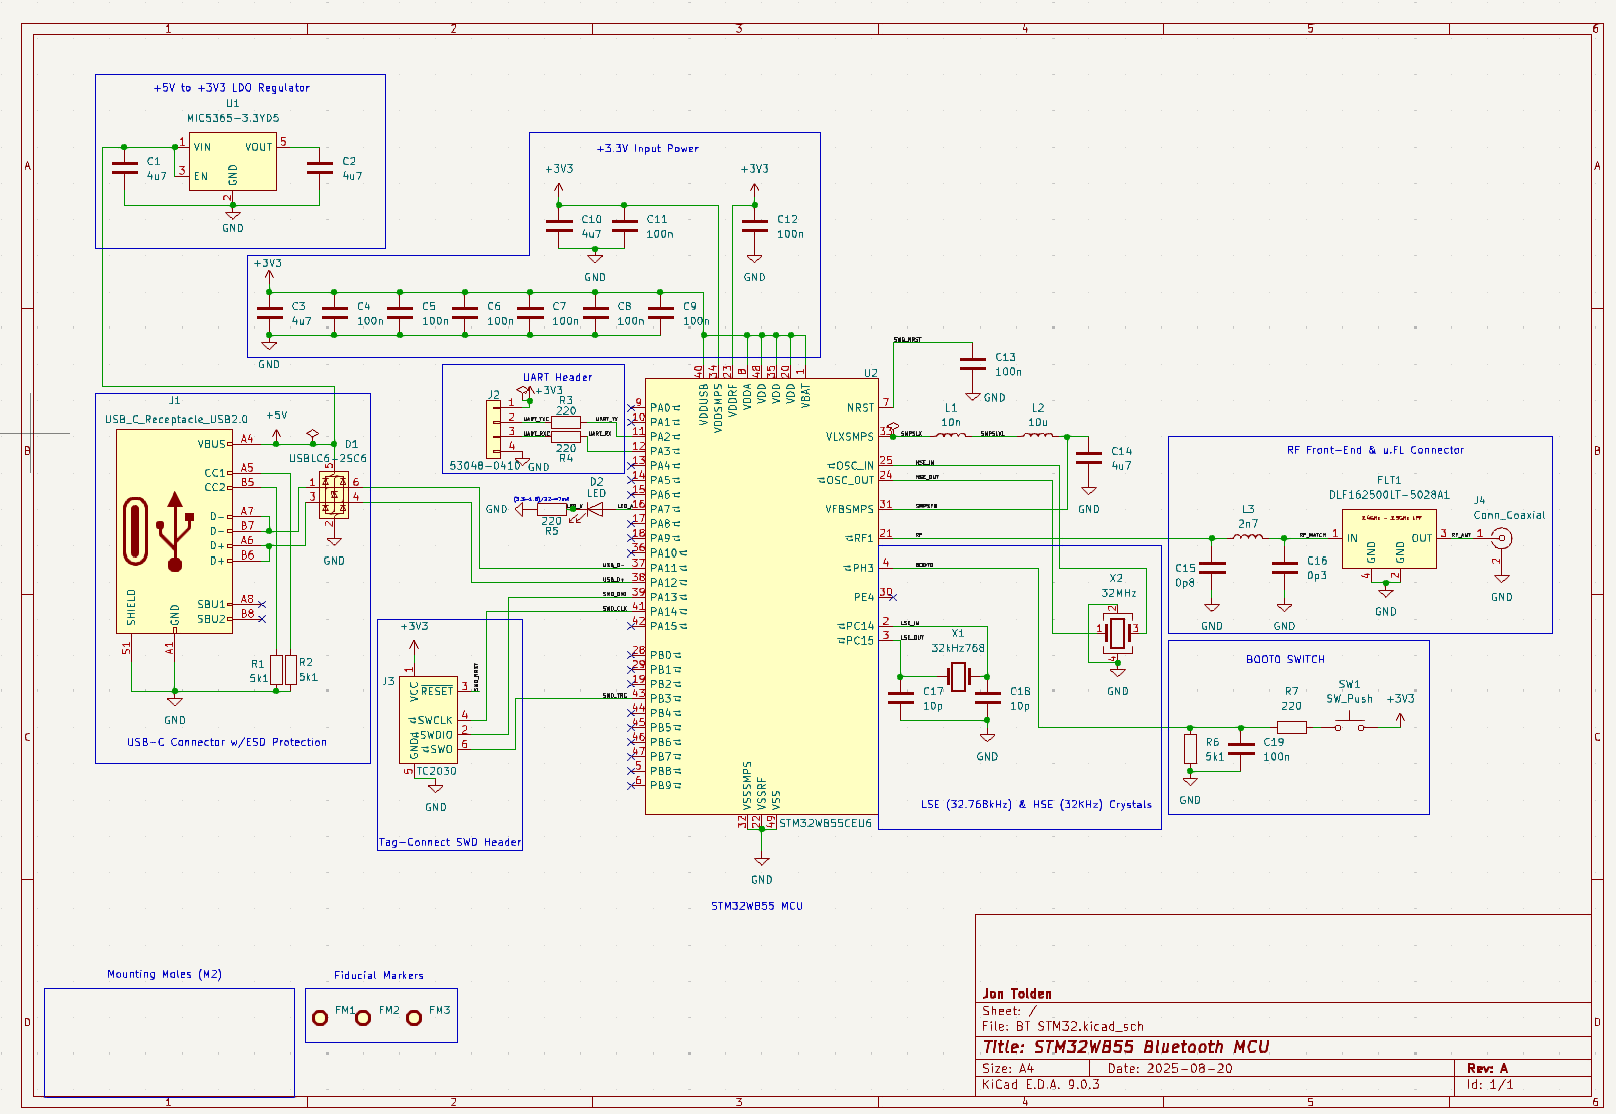 1 2 3 4 5 6
A
A
+5V to +3V3 LDO Regulator
U1
MIC5365-3.3YD5
1 VIN VOUT 5
3 EN GND
2
C1
4u7
C2
4u7
GND
+3.3V Input Power
+3V3 +3V3
C10
4u7
C11
100n
C12
100n
GND GND
+3V3
C3
4u7
C4
100n
C5
100n
C6
100n
C7
100n
C8
100n
C9
100n
GND
B
B
J1
USB_C_Receptacle_USB2.0
+5V
VBUS A4
CC1 A5
CC2 B5
D- A7
D- B7
D+ A6
D+ B6
SBU1 A8
SBU2 B8
SHIELD GND
S1 A1
D1
USBLC6-2SC6
5
1 6
3 4
2
GND
R1
5k1
R2
5k1
GND
USB-C Connector w/ESD Protection
UART Header
J2
+3V3
1
2
3
4
UART_TXC
UART_RXC
R3
220
220
R4
UART_TX
UART_RX
53048-0410
GND
D2
LED
GND
220
R5
USB_D-
USB_D+
SWD_DIO
SWD_CLK
SWD_TRC
+3V3
J3
VCC 1
RESET 3
SWD_NRST
SWCLK 4
SWDIO 2
SWO 6
GND 5
TC2030
GND
Tag-Connect SWD Header
U2
40 VDDUSB
34 VDDSMPS
23 VDDRF
8 VDDA
48 VDD
35 VDD
20 VDD
1 VBAT
9 PA0
10 PA1
11 PA2
12 PA3
13 PA4
14 PA5
15 PA6
16 PA7
17 PA8
18 PA9
36 PA10
37 PA11
38 PA12
39 PA13
41 PA14
42 PA15
28 PB0
29 PB1
19 PB2
43 PB3
44 PB4
45 PB5
46 PB6
47 PB7
5 PB8
6 PB9
NRST 7
VLXSMPS 33
OSC_IN 25
OSC_OUT 24
VFBSMPS 31
RF1 21
PH3 4
PE4 30
PC14 2
PC15 3
VSSSMPS 32
VSSRF 22
VSS 49
STM32WB55CEU6
GND
STM32WB55 MCU
SWD_NRST
C13
100n
GND
SMPSLX
L1
10n
SMPSLXL
L2
10u
C14
4u7
GND
HSE_IN
HSE_OUT
SMPSFB
RF
BOOT0
LSE_IN
LSE_OUT
X1
32kHz768
C17
10p
C18
10p
GND
X2
32MHz
2
1 3
4
GND
LSE (32.768kHz) & HSE (32KHz) Crystals
RF Front-End & u.FL Connector
FLT1
DLF162500LT-5028A1
L3
2n7
RF_MATCH
1 IN OUT 3
GND GND
4 2
RF_ANT
J4
Conn_Coaxial
1
2
C15
0p8
C16
0p3
GND GND GND GND
BOOT0 SWITCH
R7
220
SW1
SW_Push
+3V3
R6
5k1
C19
100n
GND
C
C
Mounting Holes (M2)
Fiducial Markers
FM1 FM2 FM3
D
D
Jon Tolden
Sheet: /
File: BT STM32.kicad_sch
Title: STM32WB55 Bluetooth MCU
Size: A4
Date: 2025-08-20
Rev: A
KiCad E.D.A. 9.0.3
Id: 1/1
1 2 3 4 5 6